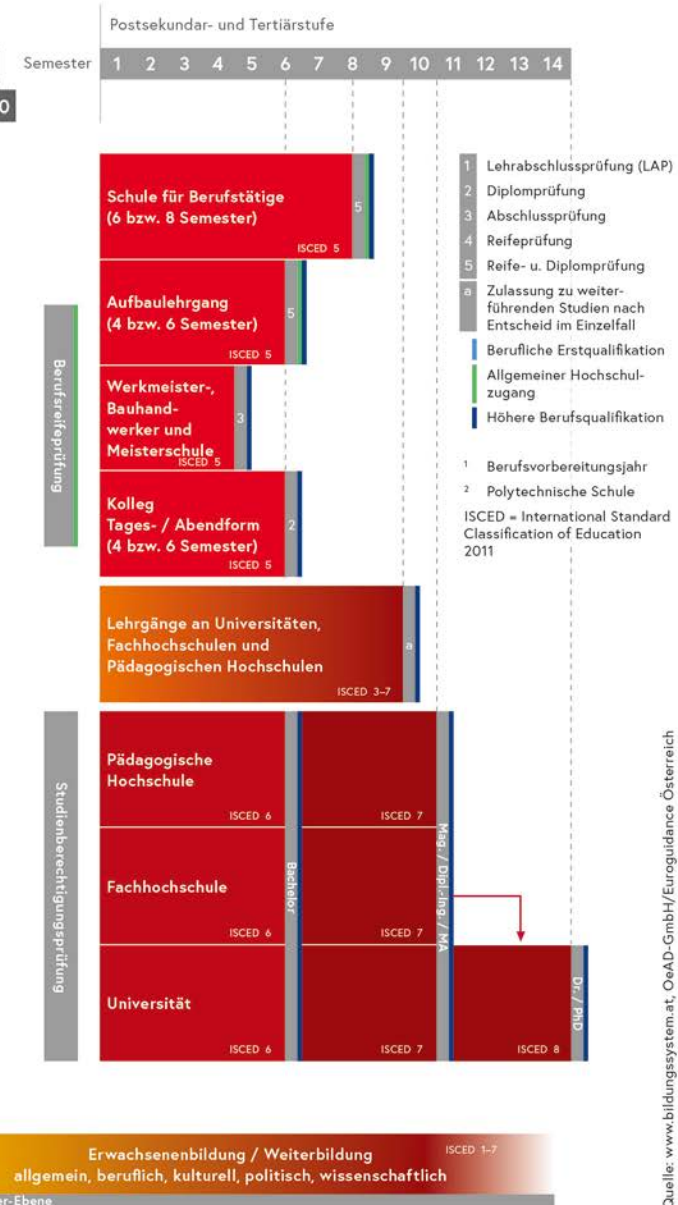 Postsekundar- und Tertiärstufe
Semester 1 2 3 4 5 6 7 8 9 10 11 12 13 14
0
Schule für Berufstätige
(6 bzw. 8 Semester)
ISCED 5
5
Aufbaulehrgang
(4 bzw. 6 Semester)
ISCED 5
5
Werkmeister-,
Bauhand-
werker und
Meisterschule
ISCED 5
3
Kolleg
Tages- / Abendform
(4 bzw. 6 Semester)
ISCED 5
2
Berufsreifeprüfung
1 Lehrabschlussprüfung (LAP)
2 Diplomprüfung
3 Abschlussprüfung
4 Reifeprüfung
5 Reife- u. Diplomprüfung
a Zulassung zu weiter-
führenden Studien nach
Entscheid im Einzelfall
Berufliche Erstqualifikation
Allgemeiner Hochschul-
zugang
Höhere Berufsqualifikation
¹ Berufsvorbereitungsjahr
² Polytechnische Schule
ISCED = International Standard
Classification of Education
2011
Lehrgänge an Universitäten,
Fachhochschulen und
Pädagogischen Hochschulen
ISCED 3–7
a
Studienberechtigungsprüfung
Pädagogische
Hochschule
ISCED 6
ISCED 7
Fachhochschule
ISCED 6
ISCED 7
Universität
ISCED 6
ISCED 7
ISCED 8
Bachelor
Mag. / Dipl.-Ing. / MA
Dr. / PhD
Erwachsenenbildung / Weiterbildung
ISCED 1–7
allgemein, beruflich, kulturell, politisch, wissenschaftlich
er-Ebene
Quelle: www.bildungssystem.at, OeAD-GmbH/Euroguidance Österreich